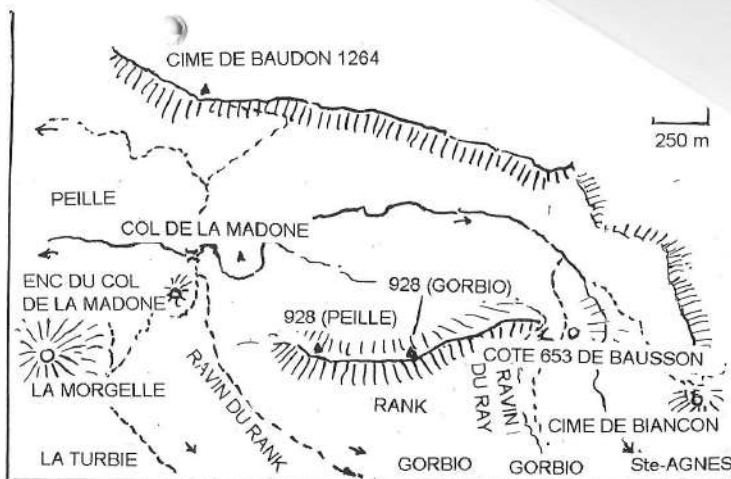 CIME DE BAUDON 1264
250 m
PEILLE
COL DE LA MADONE
ENC DU COL
DE LA MADONE
928 (GORBIO)
928 (PEILLE)
COTE 653 DE BAUSSON
LA MORGELLE
RAVIN DU RANK
RANK
RAVIN
DU RAY
CIME DE BIANCON
LA TURBIE
GORBIO
GORBIO
Ste-AGNES